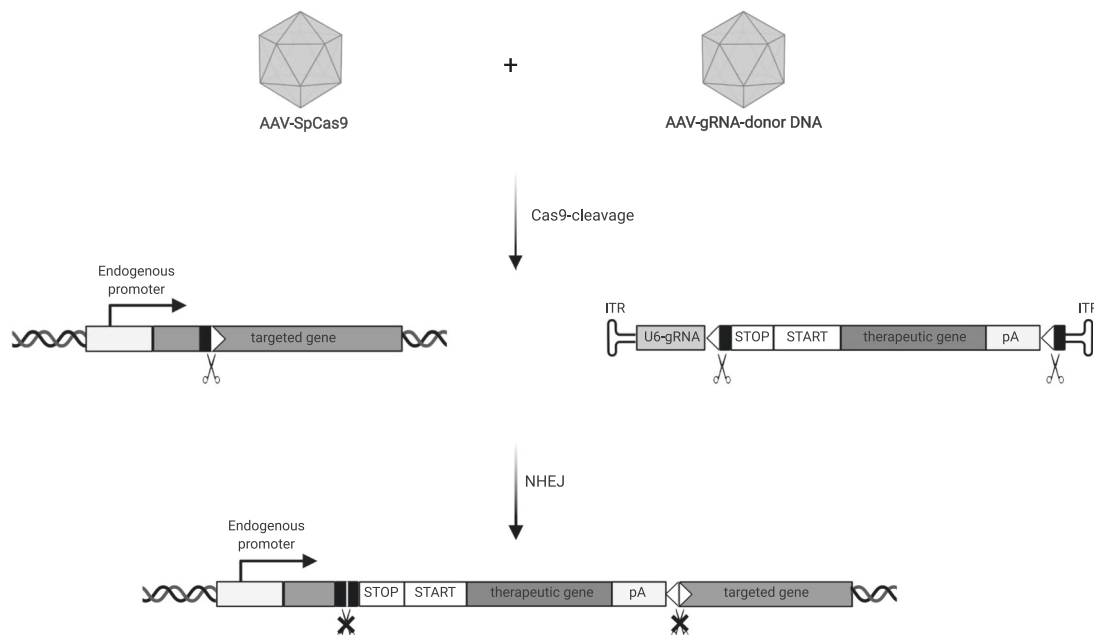 +
AAV-SpCas9
AAV-gRNA-donor DNA
Cas9-cleavage
Endogenous
promoter
targeted gene
ITR
ITR
U6-gRNA
STOP
START
therapeutic gene
pA
NHEJ
Endogenous
promoter
STOP
START
therapeutic gene
pA
targeted gene